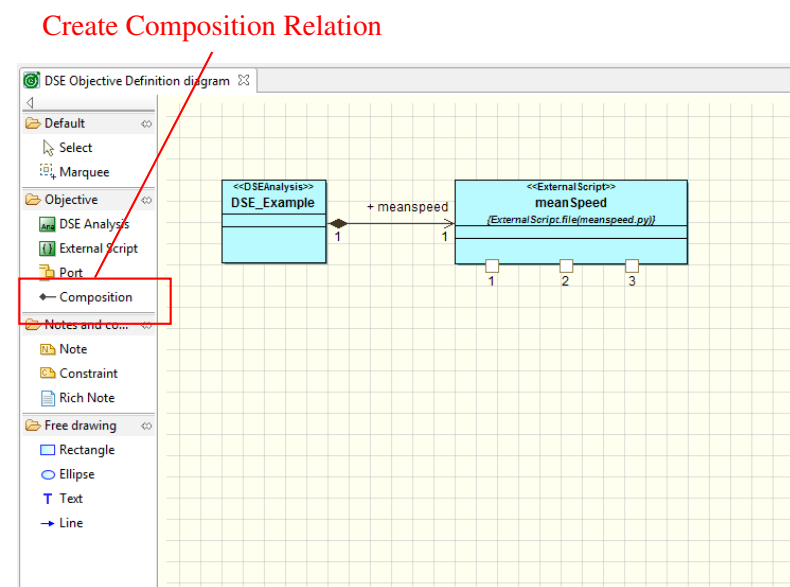 Create Composition Relation
DSE Objective Definition diagram
Default
Select
Marquee
Objective
DSE Analysis
External Script
Port
Composition
Notes and co...
Note
Constraint
Rich Note
Free drawing
Rectangle
Ellipse
T Text
Line
<<DSEAnalysis>>
DSE_Example
+ meanspeed
1
1
<<ExternalScript>>
meanSpeed
{ExternalScript.file(meanspeed.py)}
1 2 3